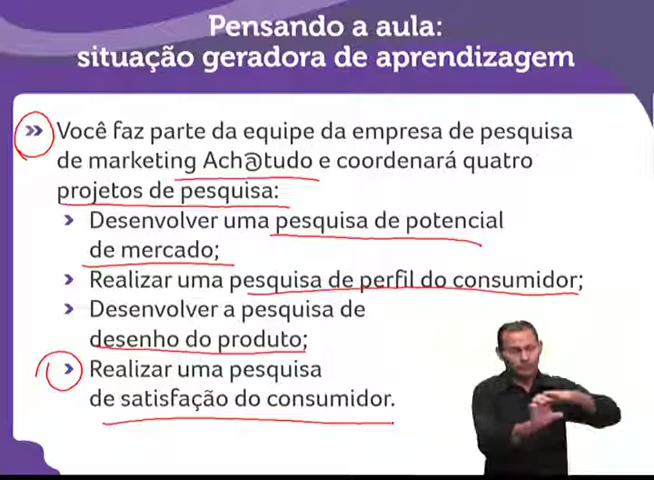 Pensando a aula:
situação geradora de aprendizagem
» Você faz parte da equipe da empresa de pesquisa
de marketing Ach@tudo e coordenará quatro
projetos de pesquisa:
› Desenvolver uma pesquisa de potencial
de mercado;
› Realizar uma pesquisa de perfil do consumidor;
› Desenvolver a pesquisa de
desenho do produto;
› Realizar uma pesquisa
de satisfação do consumidor.